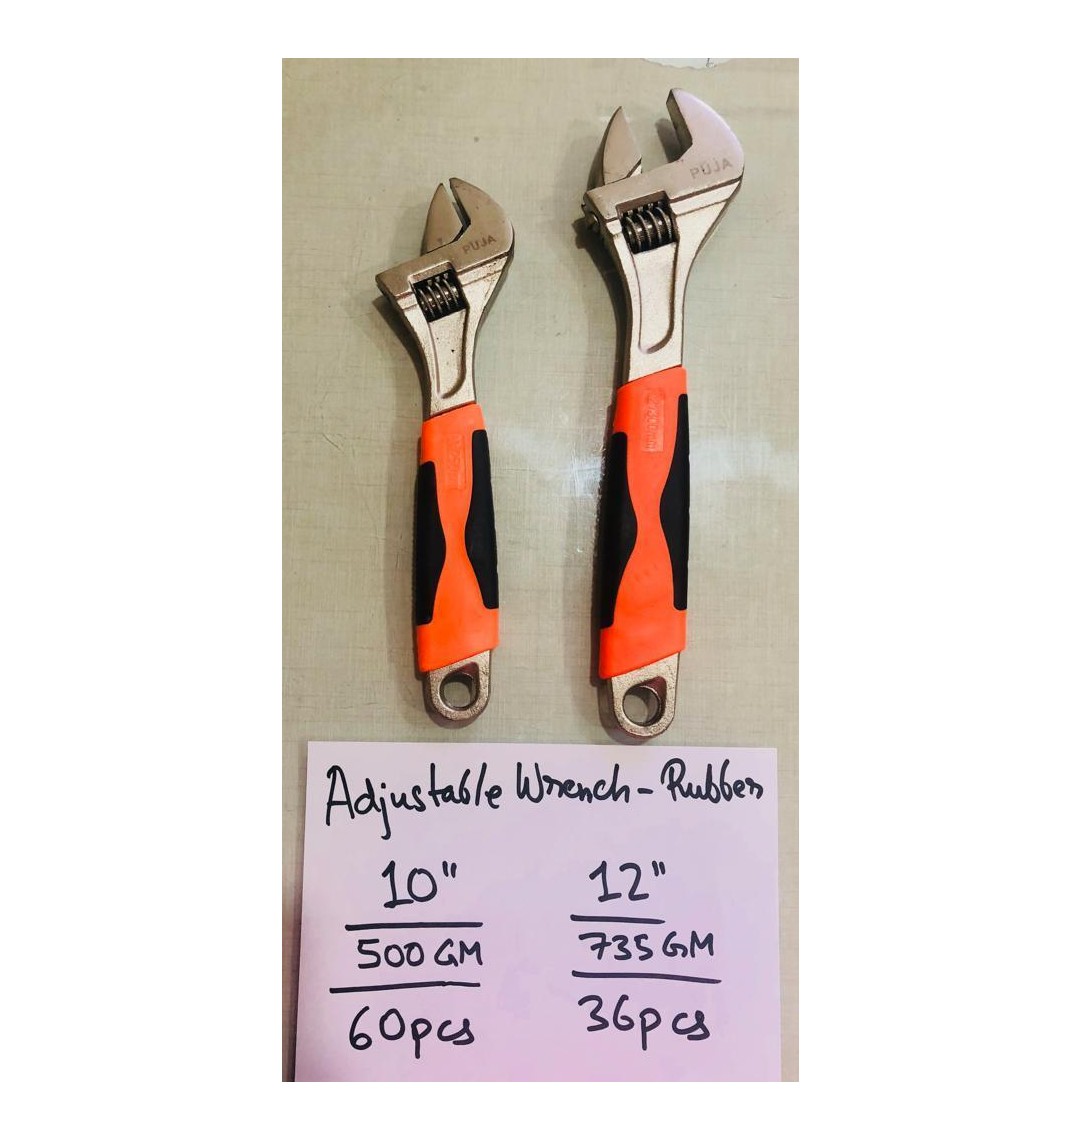 PUJA
PUJA
Adjustable Wrench - Rubber
10" 12"
500 GM 735 GM
60pcs 36pcs